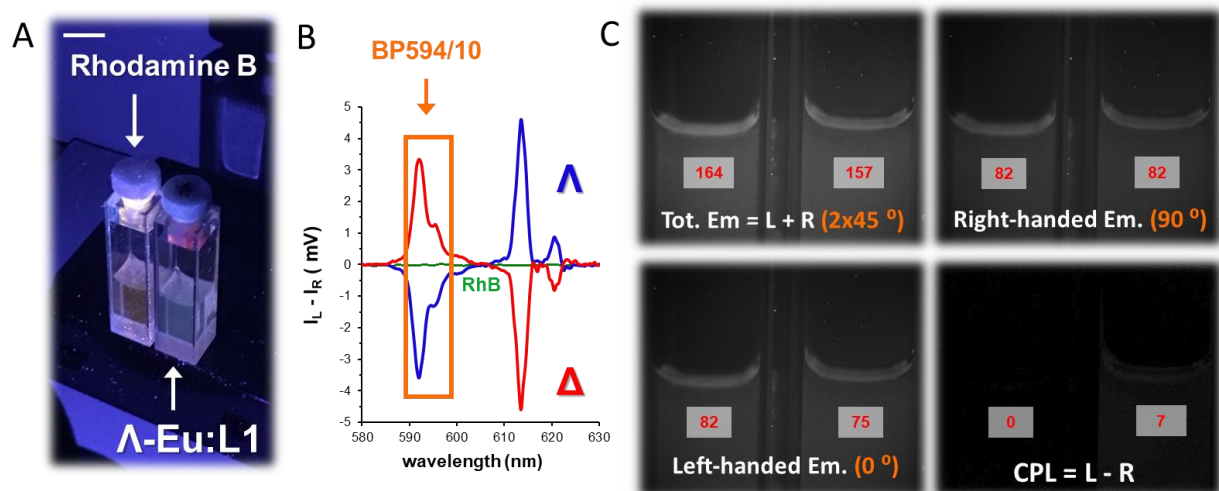 A
Rhodamine B
Λ-Eu:L1
B
BP594/10
I_L - I_R ( mV)
5
4
3
2
1
0
-1
-2
-3
-4
-5
580
590
600
610
620
630
wavelength (nm)
Λ
RhB
Δ
C
164
157
Tot. Em = L + R (2x45 º)
82
82
Right-handed Em. (90 º)
82
75
Left-handed Em. (0 º)
0
7
CPL = L - R